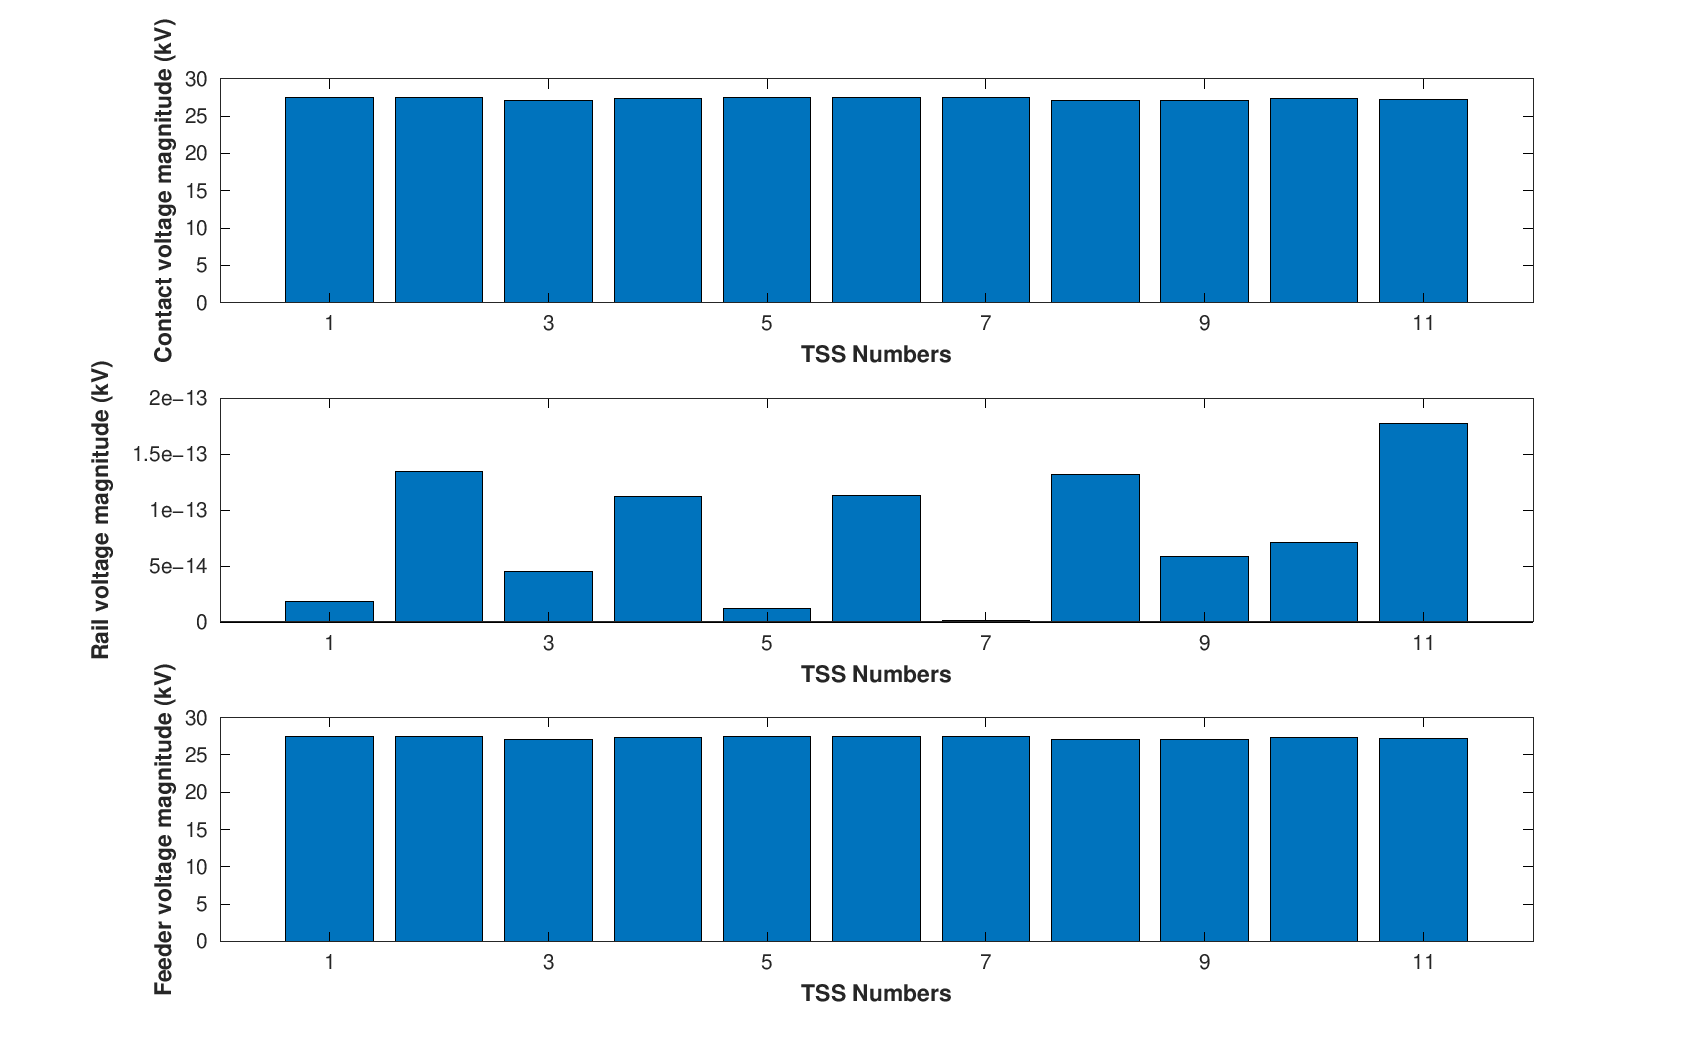 Contact voltage magnitude (kV)
30
25
20
15
10
5
0
1 3 5 7 9 11
TSS Numbers
Rail voltage magnitude (kV)
2e−13
1.5e−13
1e−13
5e−14
0
1 3 5 7 9 11
TSS Numbers
Feeder voltage magnitude (kV)
30
25
20
15
10
5
0
1 3 5 7 9 11
TSS Numbers